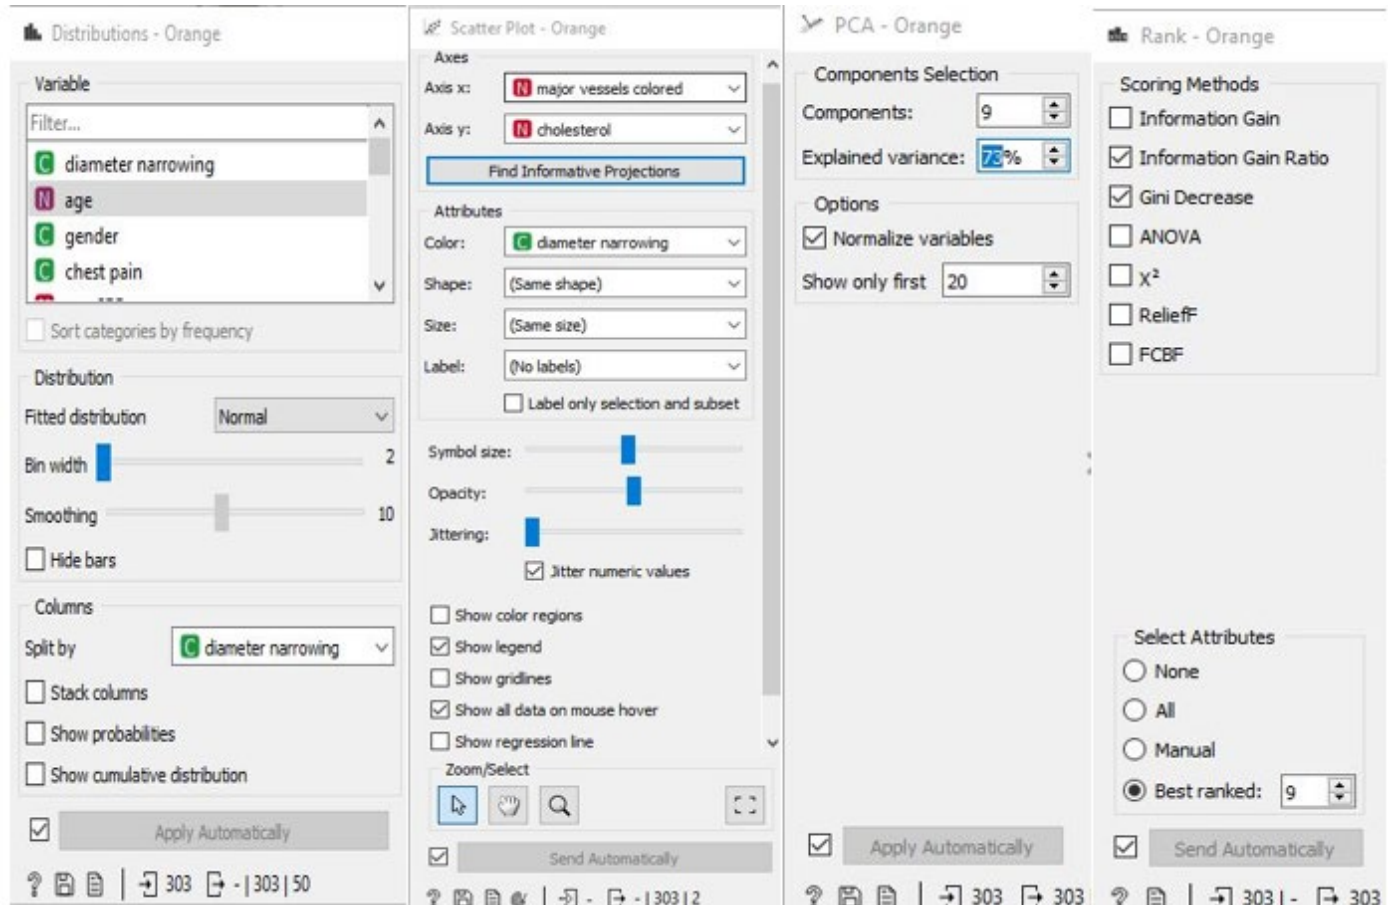 Distributions - Orange
Variable
Filter...
C diameter narrowing
N age
C gender
C chest pain
Sort categories by frequency
Distribution
Fitted distribution Normal
Bin width 2
Smoothing 10
Hide bars
Columns
Split by C diameter narrowing
Stack columns
Show probabilities
Show cumulative distribution
Apply Automatically
? | 303 - | 303 | 50
Scatter Plot - Orange
Axes
Axis x: N major vessels colored
Axis y: N cholesterol
Find Informative Projections
Attributes
Color: C diameter narrowing
Shape: (Same shape)
Size: (Same size)
Label: (No labels)
Label only selection and subset
Symbol size:
Opacity:
Jittering:
Jitter numeric values
Show color regions
Show legend
Show gridlines
Show all data on mouse hover
Show regression line
Zoom/Select
Send Automatically
? | - - | 303 | 2
PCA - Orange
Components Selection
Components: 9
Explained variance: 73%
Options
Normalize variables
Show only first 20
Apply Automatically
? | 303 303
Rank - Orange
Scoring Methods
Information Gain
Information Gain Ratio
Gini Decrease
ANOVA
X²
ReliefF
FCBF
Select Attributes
None
All
Manual
Best ranked: 9
Send Automatically
? | 303 | - 303